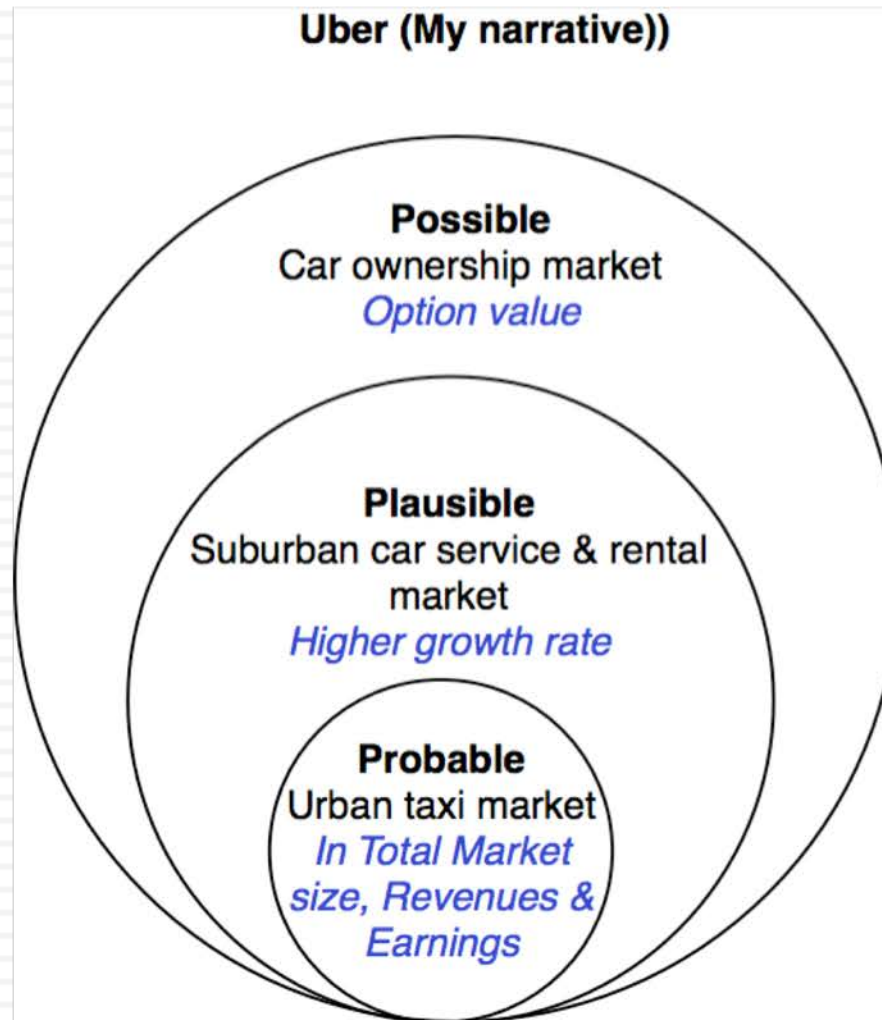 Uber (My narrative))
Possible
Car ownership market
Option value
Plausible
Suburban car service & rental
market
Higher growth rate
Probable
Urban taxi market
In Total Market
size, Revenues &
Earnings